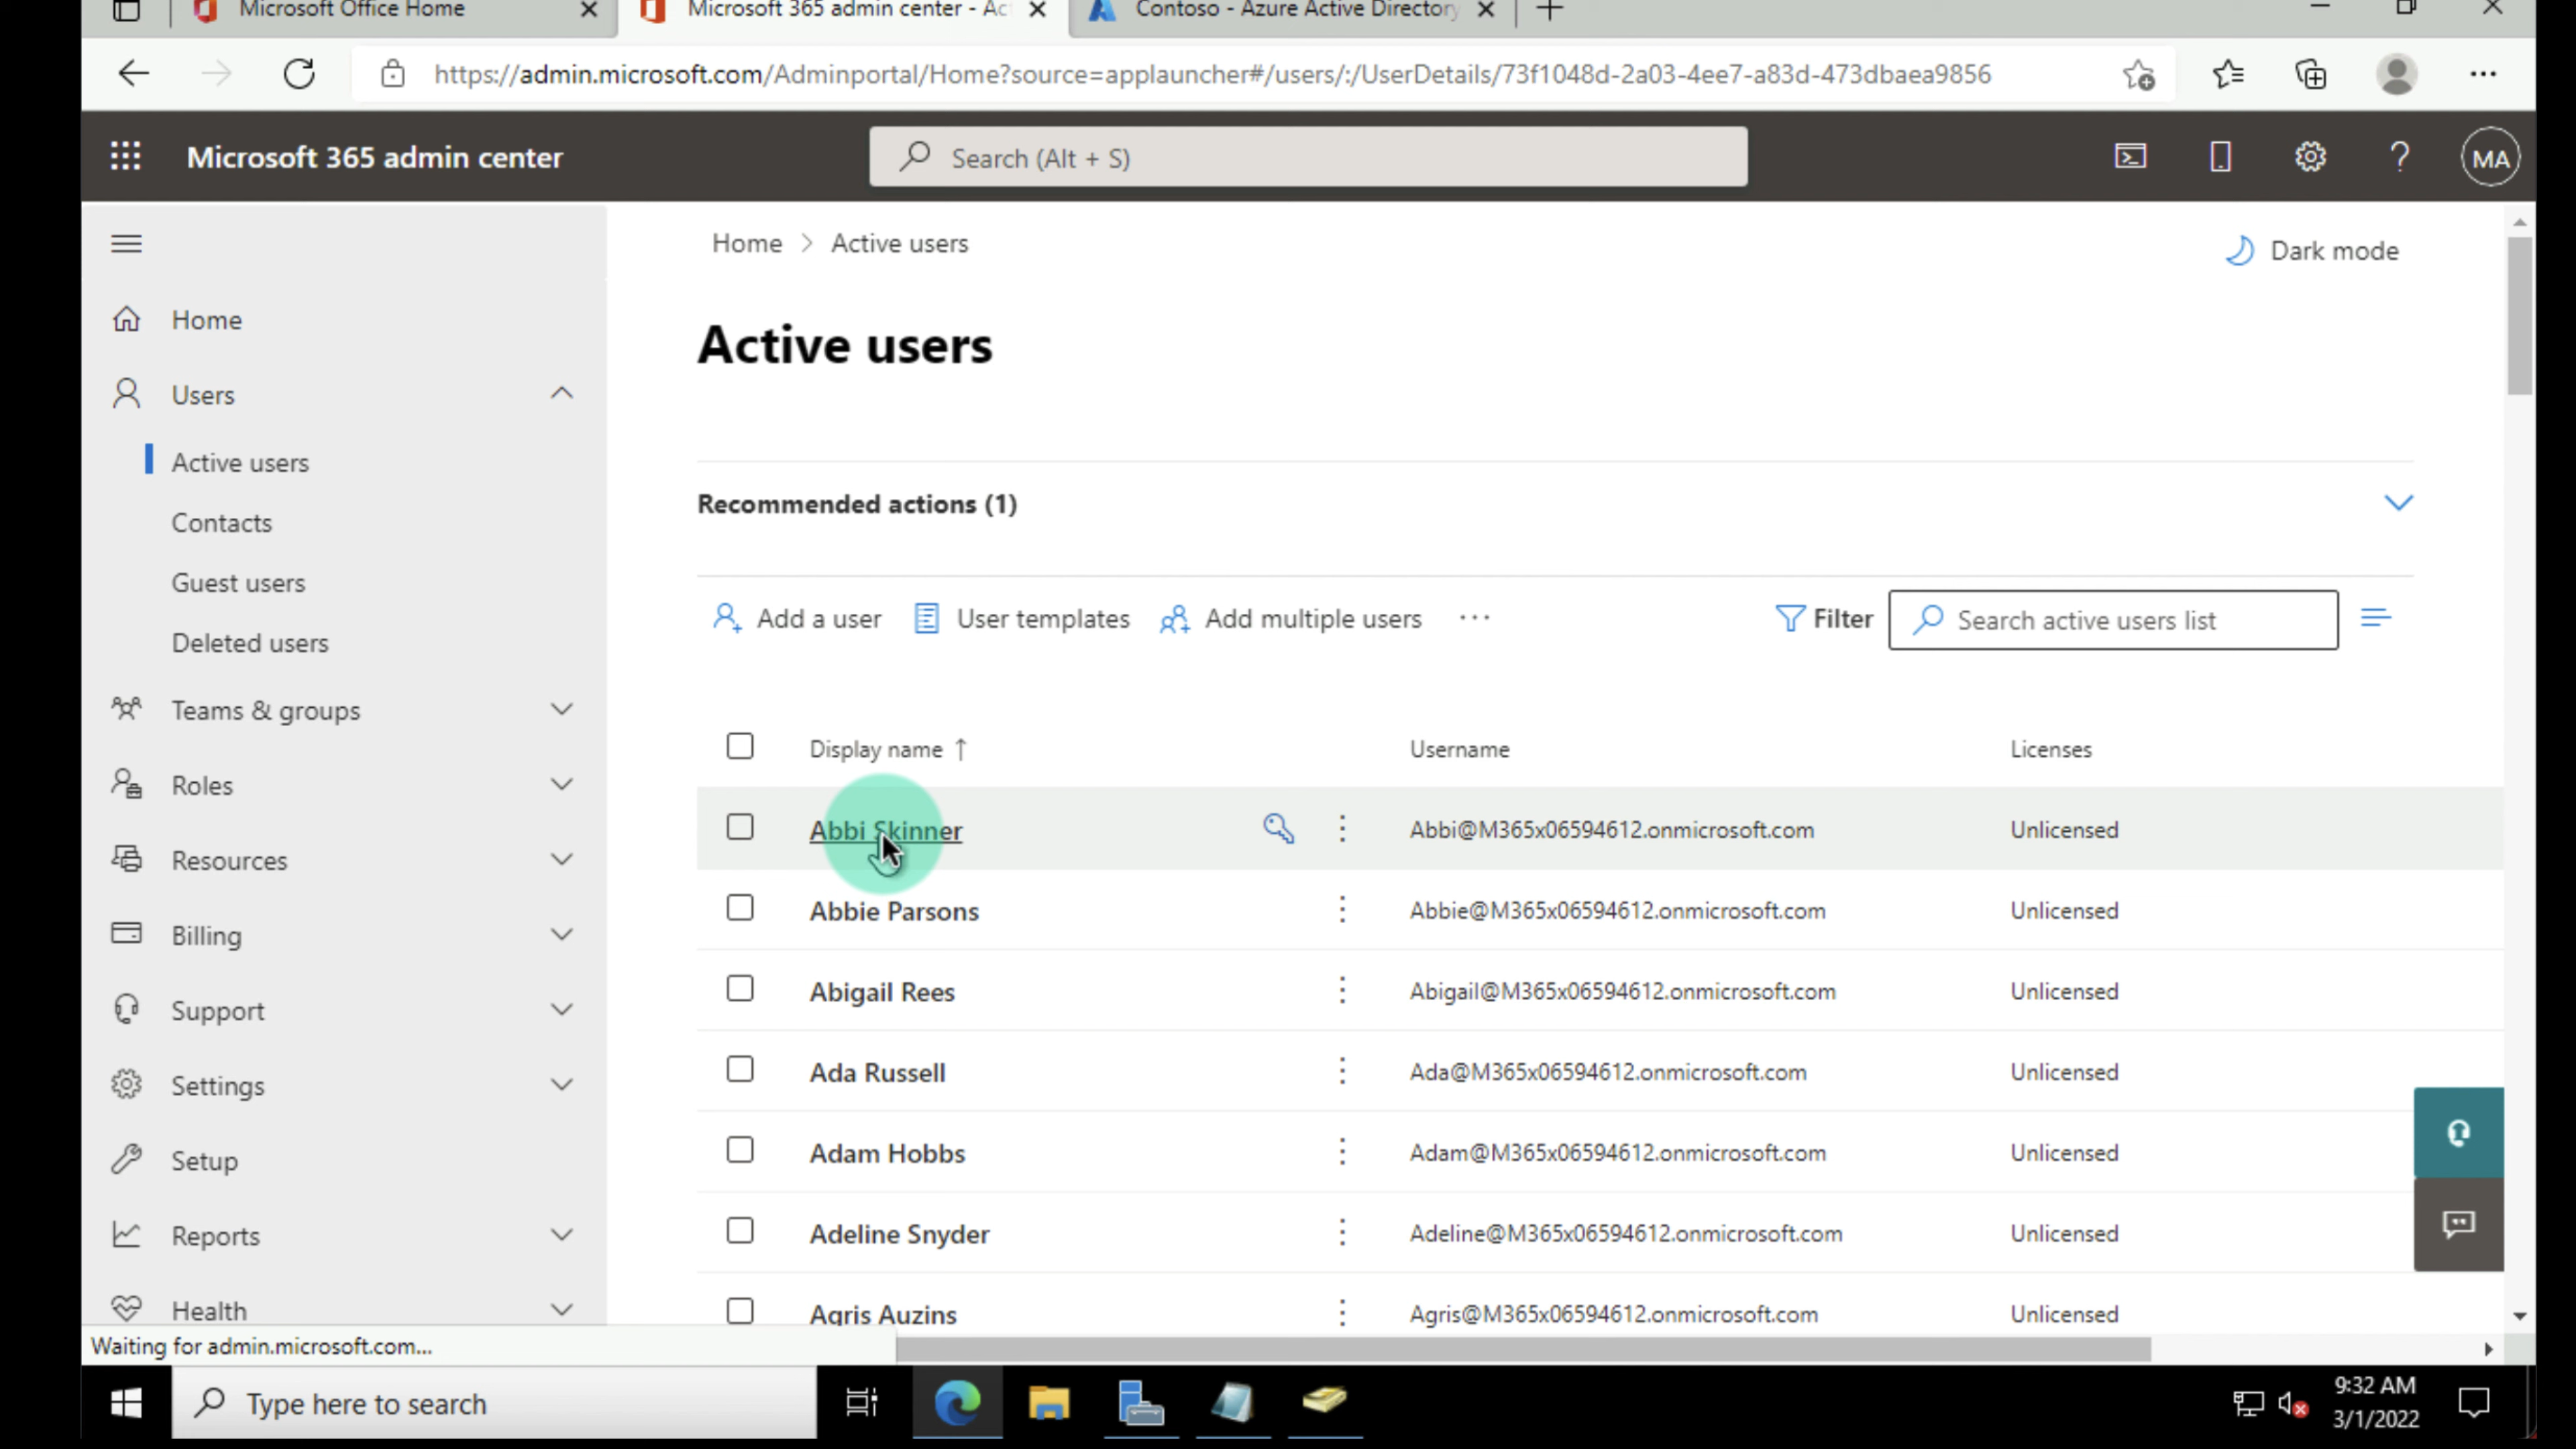 Microsoft Office Home
Microsoft 365 admin center - Ac
Contoso - Azure Active Directory
https://admin.microsoft.com/Adminportal/Home?source=applauncher#/users/:/UserDetails/73f1048d-2a03-4ee7-a83d-473dbaea9856
Microsoft 365 admin center
Search (Alt + S)
MA
Home
Users
Active users
Contacts
Guest users
Deleted users
Teams & groups
Roles
Resources
Billing
Support
Settings
Setup
Reports
Health
Home > Active users
Dark mode
Active users
Recommended actions (1)
Add a user
User templates
Add multiple users
Filter
Search active users list
Display name ↑ Username Licenses
Abbi Skinner Abbi@M365x06594612.onmicrosoft.com Unlicensed
Abbie Parsons Abbie@M365x06594612.onmicrosoft.com Unlicensed
Abigail Rees Abigail@M365x06594612.onmicrosoft.com Unlicensed
Ada Russell Ada@M365x06594612.onmicrosoft.com Unlicensed
Adam Hobbs Adam@M365x06594612.onmicrosoft.com Unlicensed
Adeline Snyder Adeline@M365x06594612.onmicrosoft.com Unlicensed
Agris Auzins Agris@M365x06594612.onmicrosoft.com Unlicensed
Waiting for admin.microsoft.com...
Type here to search
9:32 AM
3/1/2022